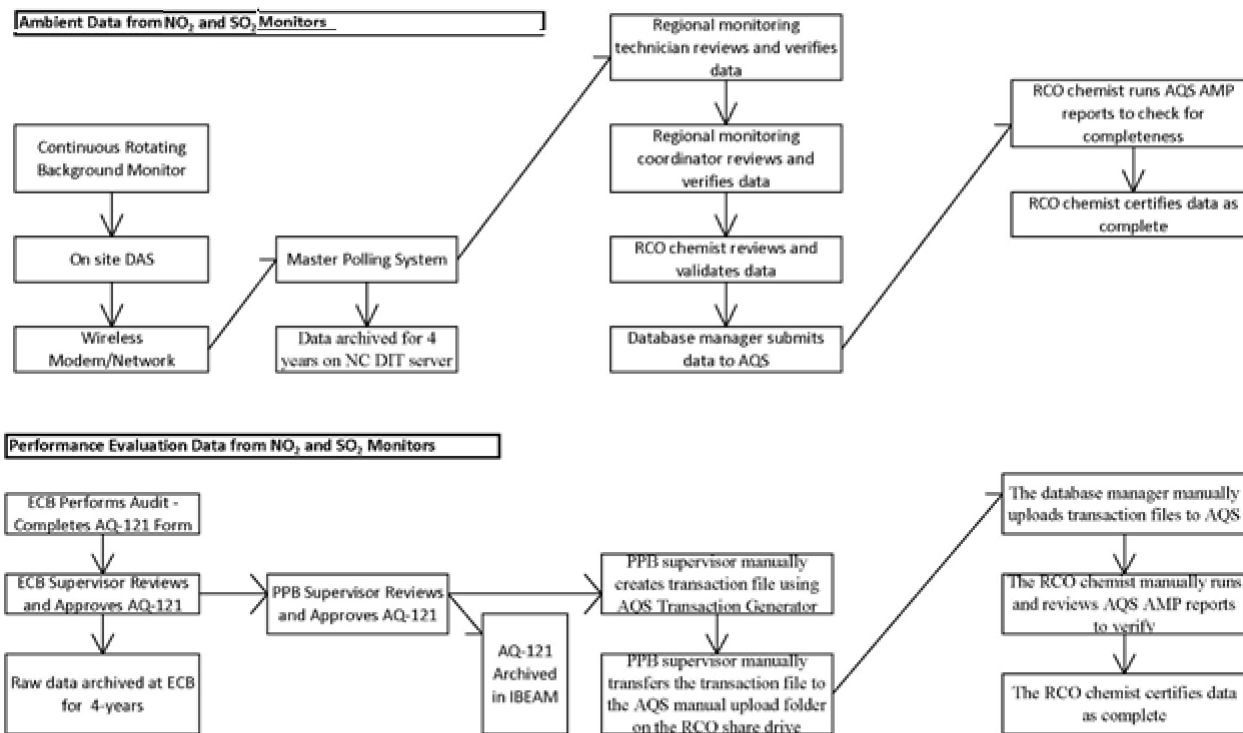 Ambient Data from NO₂ and SO₂ Monitors
Continuous Rotating
Background Monitor
On site DAS
Wireless
Modem/Network
Master Polling System
Data archived for 4
years on NC DIT server
Regional monitoring
technician reviews and verifies
data
Regional monitoring
coordinator reviews and
verifies data
RCO chemist reviews and
validates data
Database manager submits
data to AQS
RCO chemist runs AQS AMP
reports to check for
completeness
RCO chemist certifies data as
complete
Performance Evaluation Data from NO₂ and SO₂ Monitors
ECB Performs Audit -
Completes AQ-121 Form
ECB Supervisor Reviews
and Approves AQ-121
Raw data archived at ECB
for 4-years
PPB Supervisor Reviews
and Approves AQ-121
AQ-121
Archived
in IBEAM
PPB supervisor manually
creates transaction file using
AQS Transaction Generator
PPB supervisor manually
transfers the transaction file to
the AQS manual upload folder
on the RCO share drive
The database manager manually
uploads transaction files to AQS
The RCO chemist manually runs
and reviews AQS AMP reports
to verify
The RCO chemist certifies data
as complete